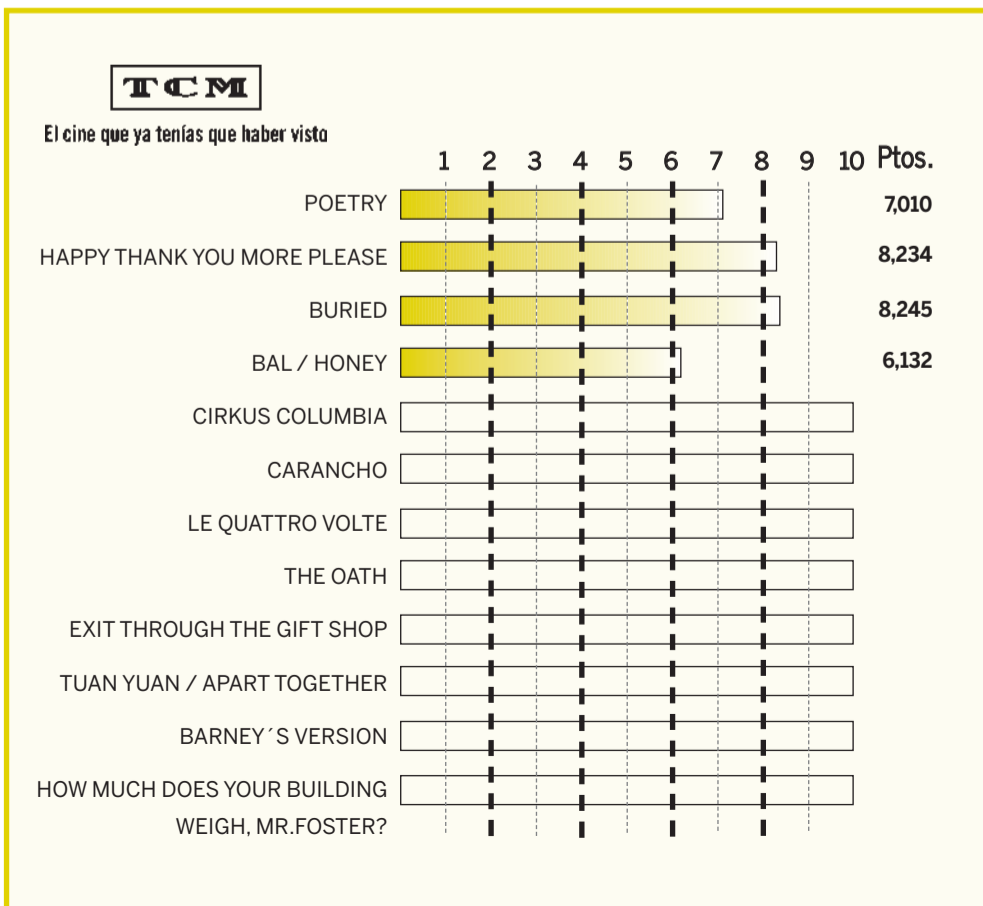 TCM
El cine que ya tenías que haber visto
1 2 3 4 5 6 7 8 9 10 Ptos.
POETRY 7,010
HAPPY THANK YOU MORE PLEASE 8,234
BURIED 8,245
BAL / HONEY 6,132
CIRKUS COLUMBIA
CARANCHO
LE QUATTRO VOLTE
THE OATH
EXIT THROUGH THE GIFT SHOP
TUAN YUAN / APART TOGETHER
BARNEY´S VERSION
HOW MUCH DOES YOUR BUILDING
WEIGH, MR.FOSTER?